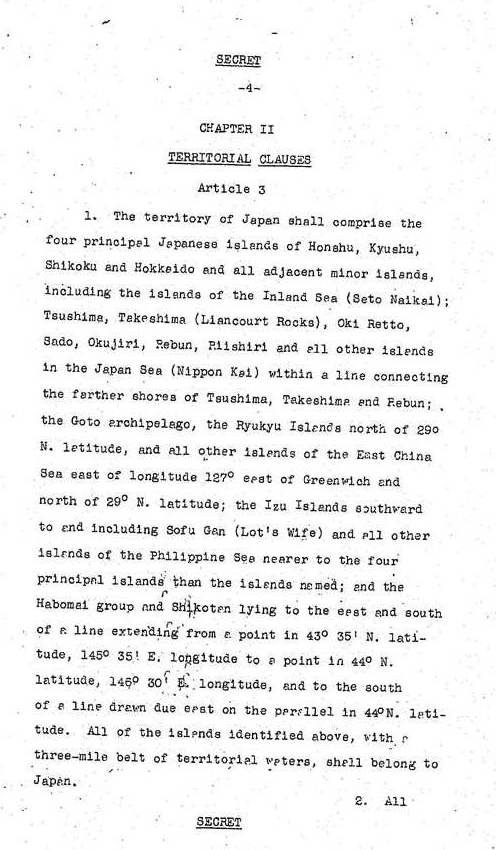 SECRET
-4-
CHAPTER II
TERRITORIAL CLAUSES
Article 3
1. The territory of Japan shall comprise the
four principal Japanese islands of Honshu, Kyushu,
Shikoku and Hokkaido and all adjacent minor islands,
including the islands of the Inland Sea (Seto Naikai);
Tsushima, Takeshima (Liancourt Rocks), Oki Retto,
Sado, Okujiri, Rebun, Riishiri and all other islands
in the Japan Sea (Nippon Kai) within a line connecting
the farther shores of Tsushima, Takeshima and Rebun;
the Goto archipelago, the Ryukyu Islands north of 29o
N. latitude, and all other islands of the East China
Sea east of longitude 127° east of Greenwich and
north of 29° N. latitude; the Izu Islands southward
to and including Sofu Gan (Lot's Wife) and all other
islands of the Philippine Sea nearer to the four
principal islands than the islands named; and the
Habomai group and Shikotan lying to the east and south
of a line extending from a point in 43° 35' N. lati-
tude, 145° 35' E. longitude to a point in 44° N.
latitude, 146° 30' E. longitude, and to the south
of a line drawn due east on the parallel in 44°N. lati-
tude. All of the islands identified above, with a
three-mile belt of territorial waters, shall belong to
Japan.
2. All
SECRET